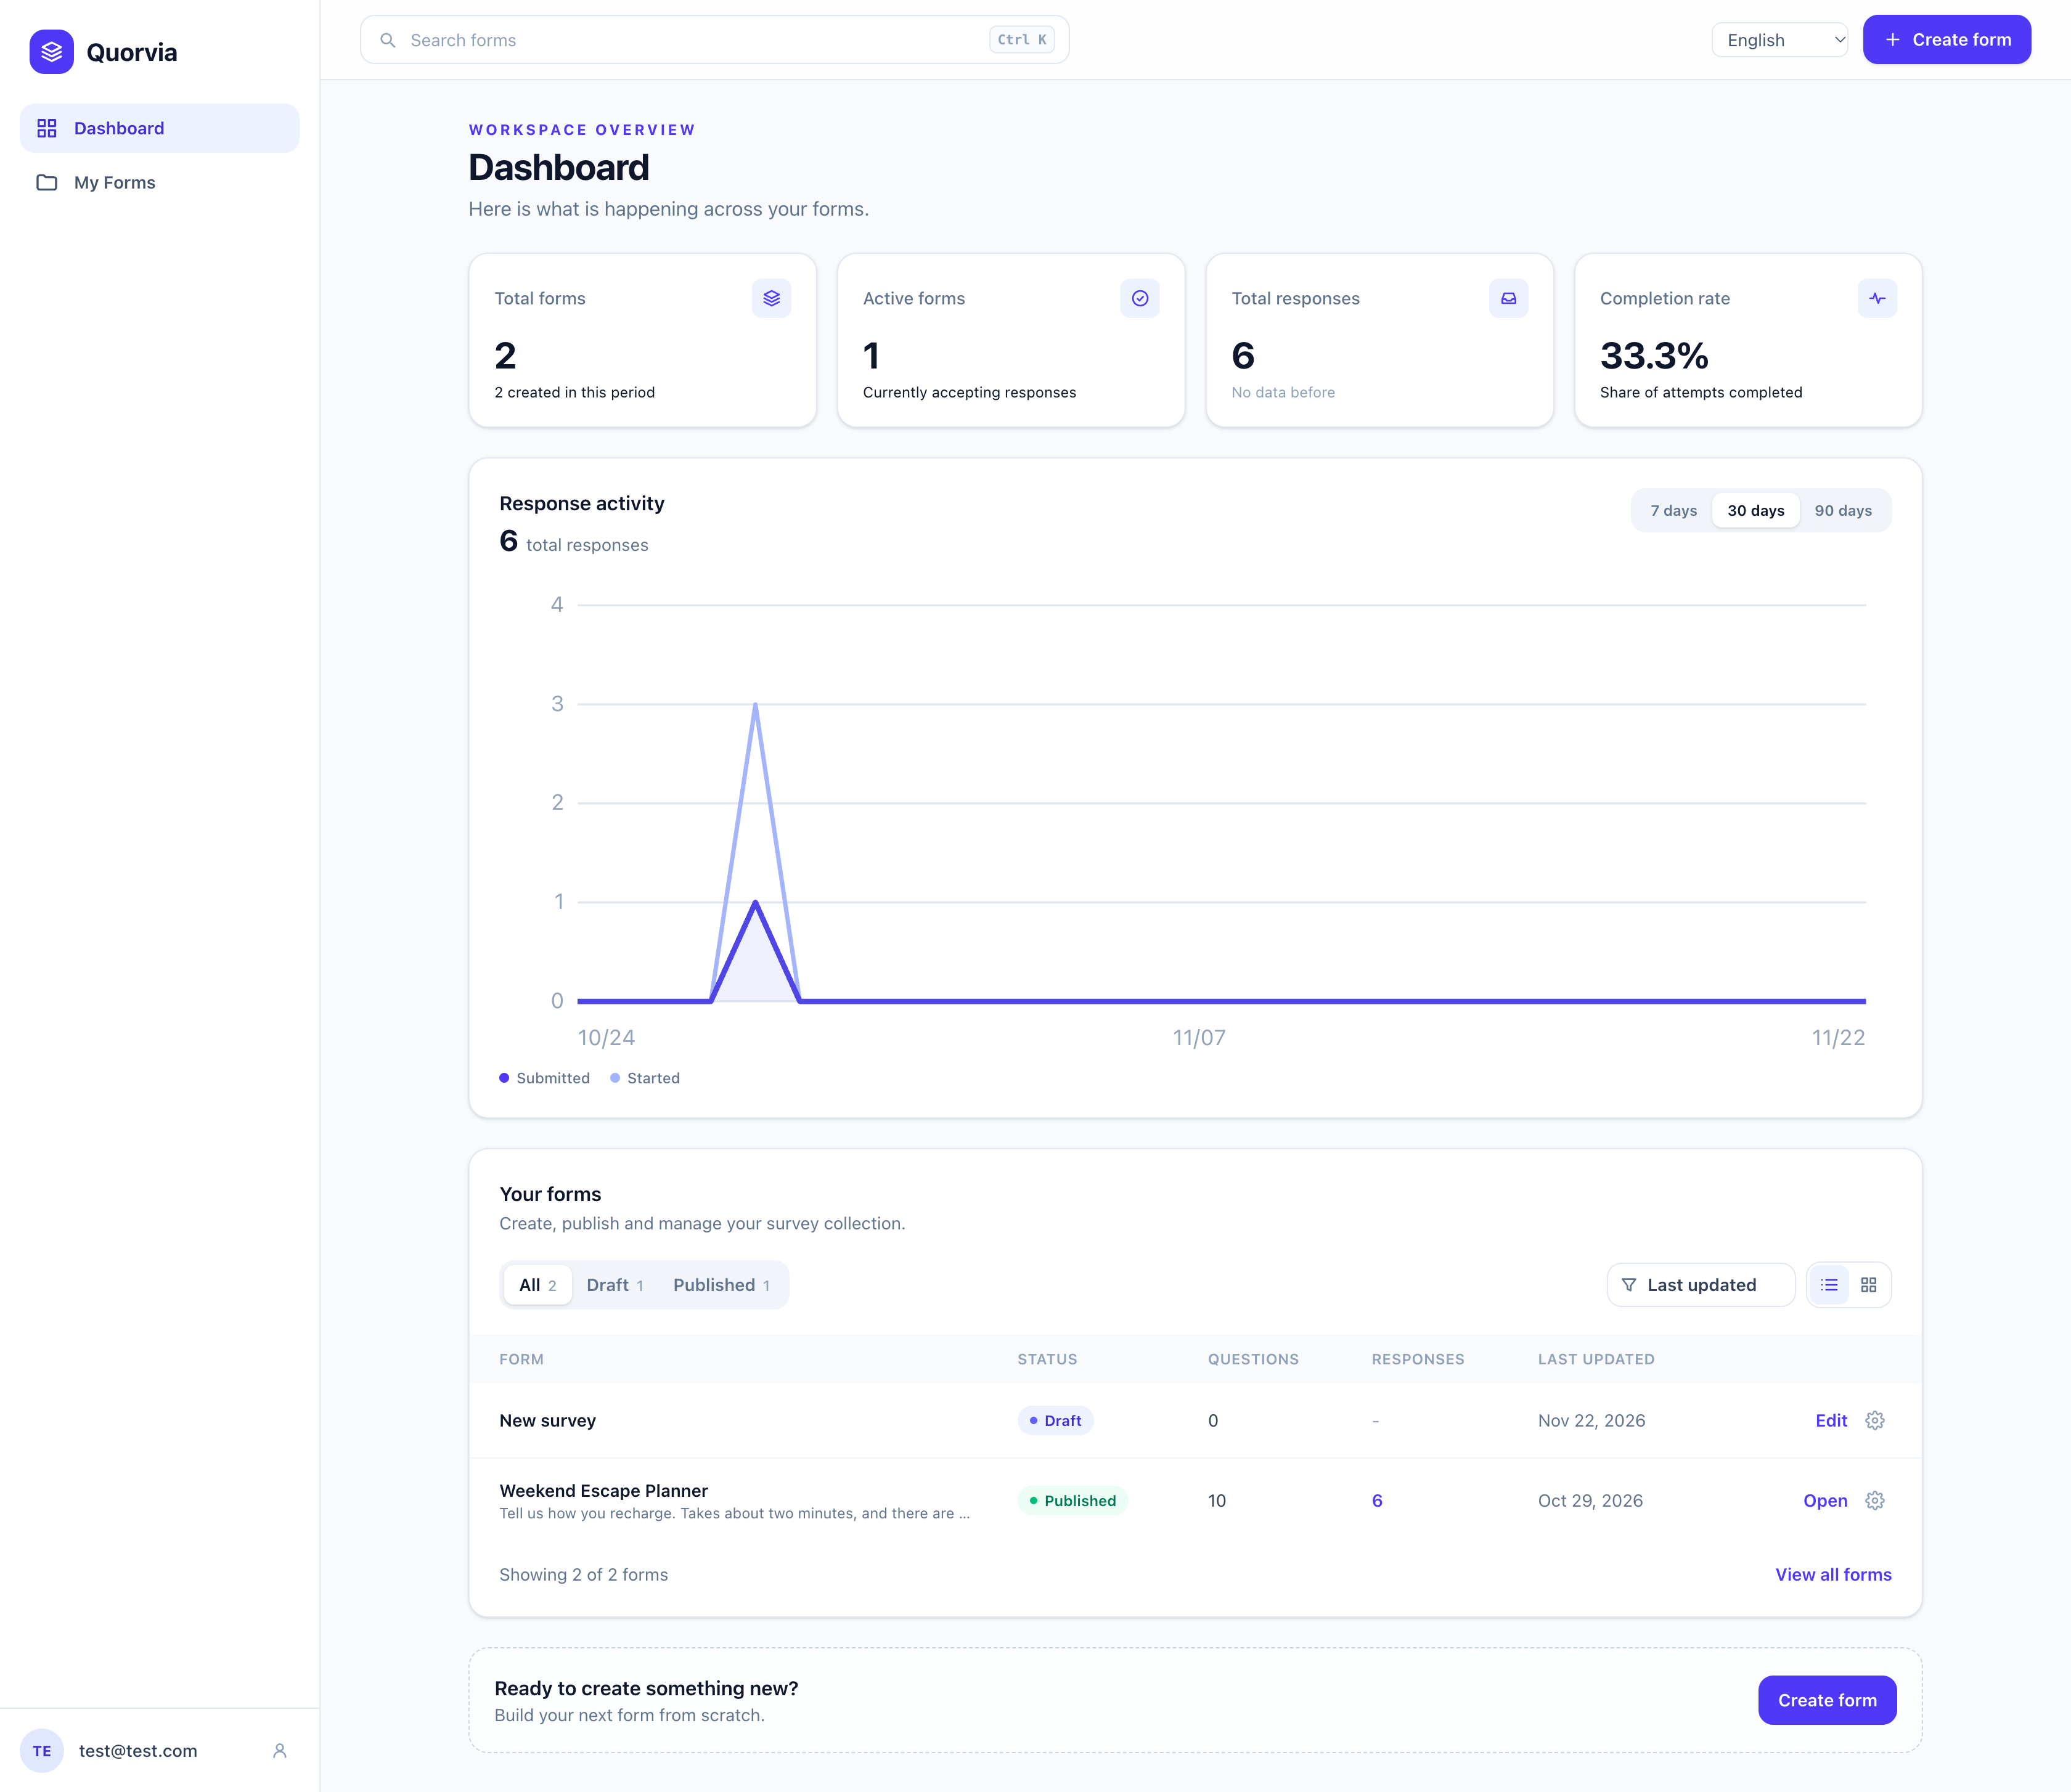 Quorvia
Dashboard
My Forms
TE
test@test.com
Search forms
Ctrl K
English
Create form
WORKSPACE OVERVIEW
Dashboard
Here is what is happening across your forms.
Total forms
2
2 created in this period
Active forms
1
Currently accepting responses
Total responses
6
No data before
Completion rate
33.3%
Share of attempts completed
Response activity
6 total responses
7 days 30 days 90 days
4
3
2
1
0
10/24 11/07 11/22
Submitted Started
Your forms
Create, publish and manage your survey collection.
All 2 Draft 1 Published 1
Last updated
FORM STATUS QUESTIONS RESPONSES LAST UPDATED
New survey Draft 0 - Nov 22, 2026 Edit
Weekend Escape Planner
Tell us how you recharge. Takes about two minutes, and there are ...
Published 10 6 Oct 29, 2026 Open
Showing 2 of 2 forms View all forms
Ready to create something new?
Build your next form from scratch.
Create form